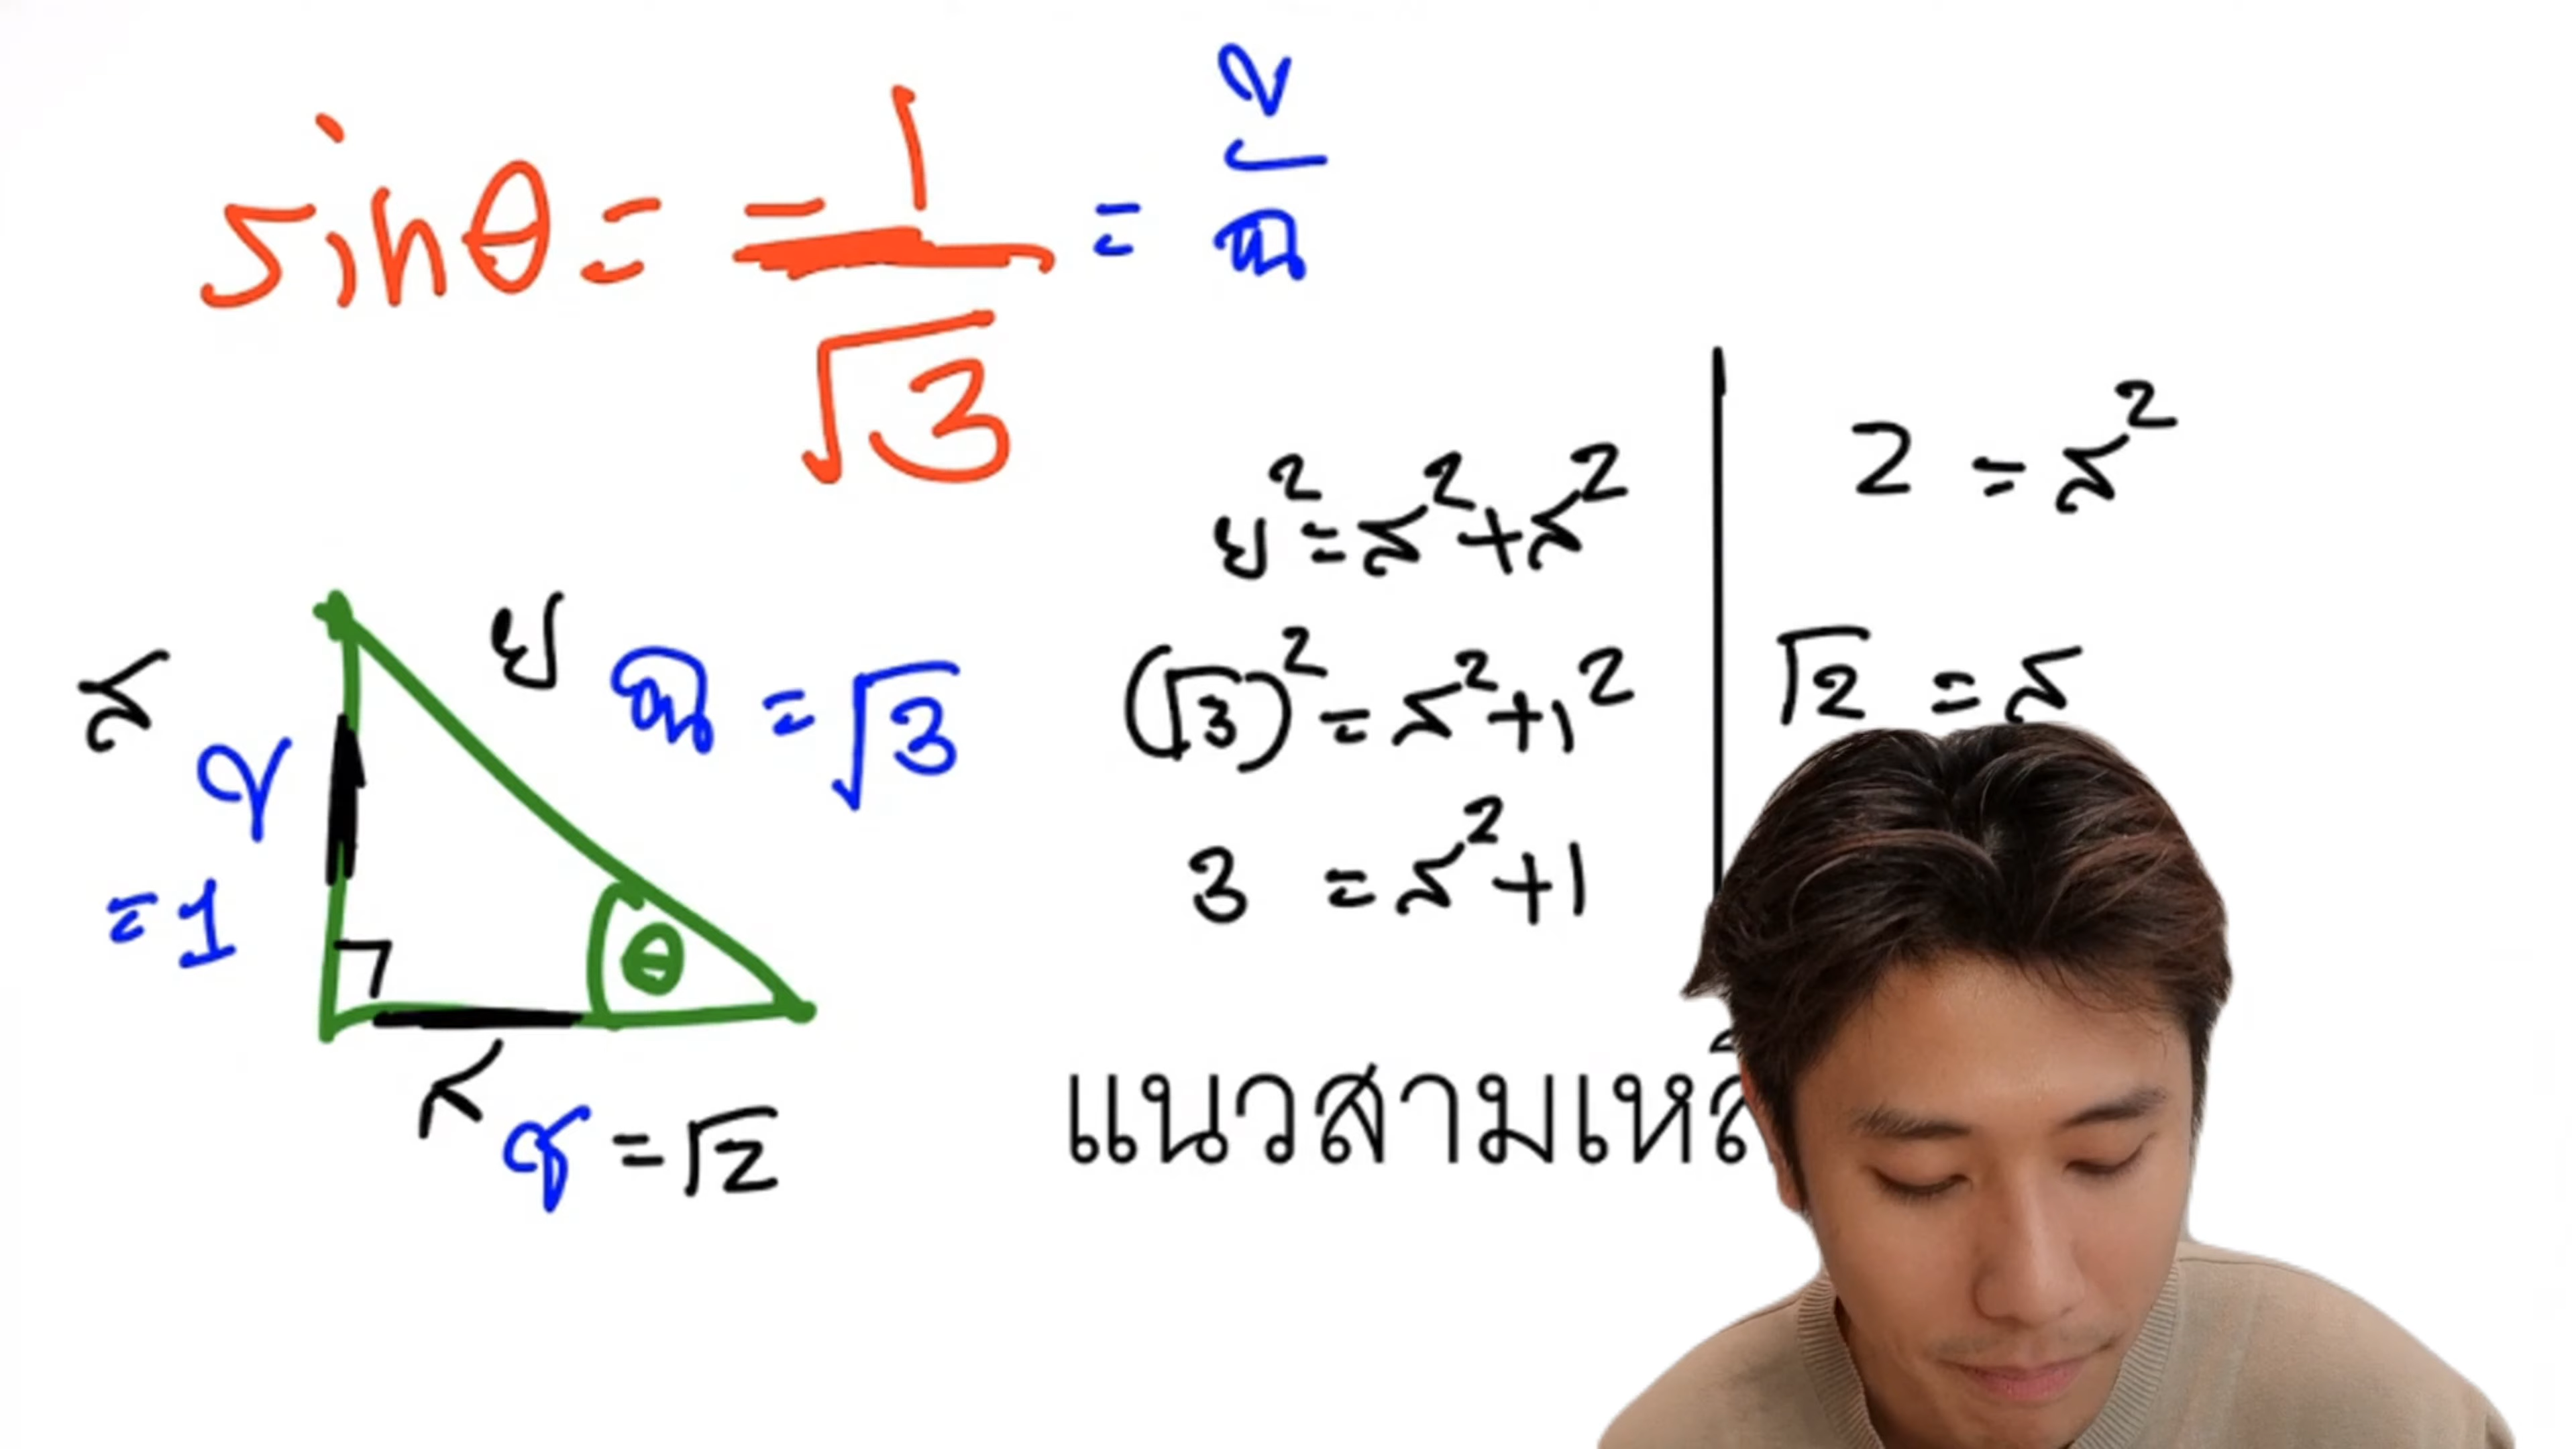 sinθ = -1/√3 = ข/ฉ
ย² = ส² + ส²
(√3)² = ส² + 1²
3 = ส² + 1
2 = ส²
√2 = ส
ส
ข
= 1
ย
ฉ = √3
θ
ส
ช = √2
แนวสามเหลี่